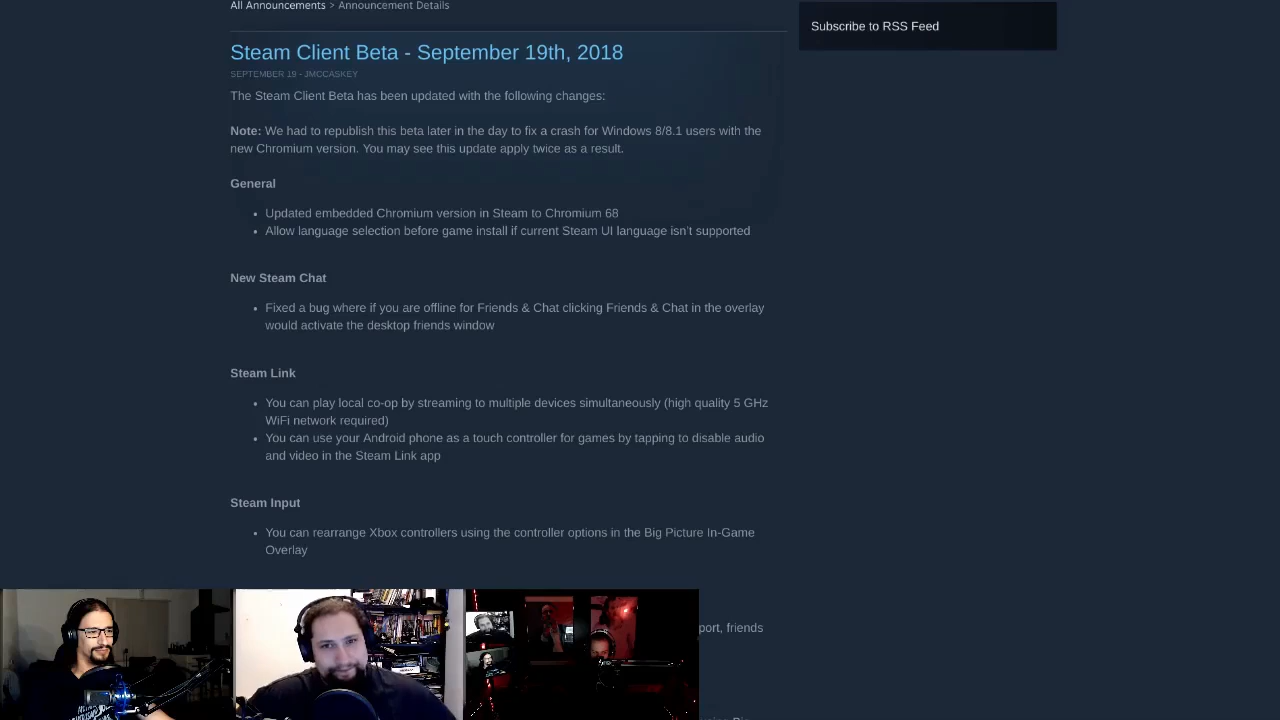 All Announcements > Announcement Details
Subscribe to RSS Feed
Steam Client Beta - September 19th, 2018
SEPTEMBER 19 - JMCCASKEY
The Steam Client Beta has been updated with the following changes:
Note: We had to republish this beta later in the day to fix a crash for Windows 8/8.1 users with the
new Chromium version. You may see this update apply twice as a result.
General
• Updated embedded Chromium version in Steam to Chromium 68
• Allow language selection before game install if current Steam UI language isn't supported
New Steam Chat
• Fixed a bug where if you are offline for Friends & Chat clicking Friends & Chat in the overlay
would activate the desktop friends window
Steam Link
• You can play local co-op by streaming to multiple devices simultaneously (high quality 5 GHz
WiFi network required)
• You can use your Android phone as a touch controller for games by tapping to disable audio
and video in the Steam Link app
Steam Input
• You can rearrange Xbox controllers using the controller options in the Big Picture In-Game
Overlay
port, friends